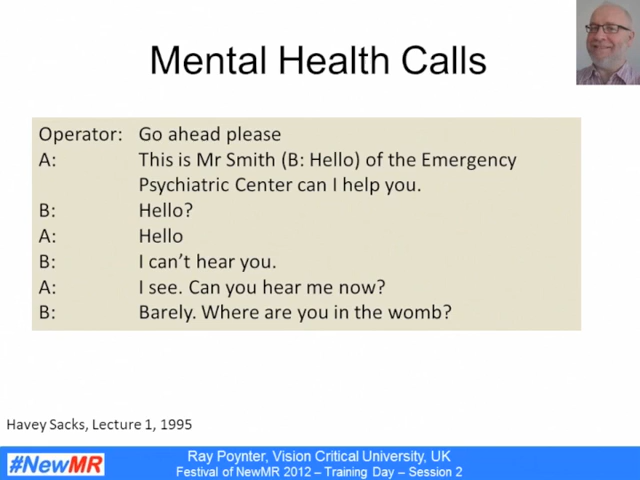 Mental Health Calls
Operator: Go ahead please
A: This is Mr Smith (B: Hello) of the Emergency
Psychiatric Center can I help you.
B: Hello?
A: Hello
B: I can't hear you.
A: I see. Can you hear me now?
B: Barely. Where are you in the womb?
Havey Sacks, Lecture 1, 1995
#NewMR
Ray Poynter, Vision Critical University, UK
Festival of NewMR 2012 – Training Day – Session 2